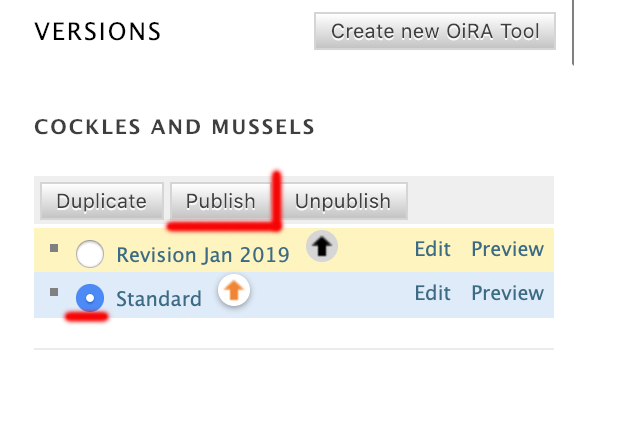 VERSIONS Create new OiRA Tool
COCKLES AND MUSSELS
Duplicate Publish Unpublish
Revision Jan 2019 Edit Preview
Standard Edit Preview